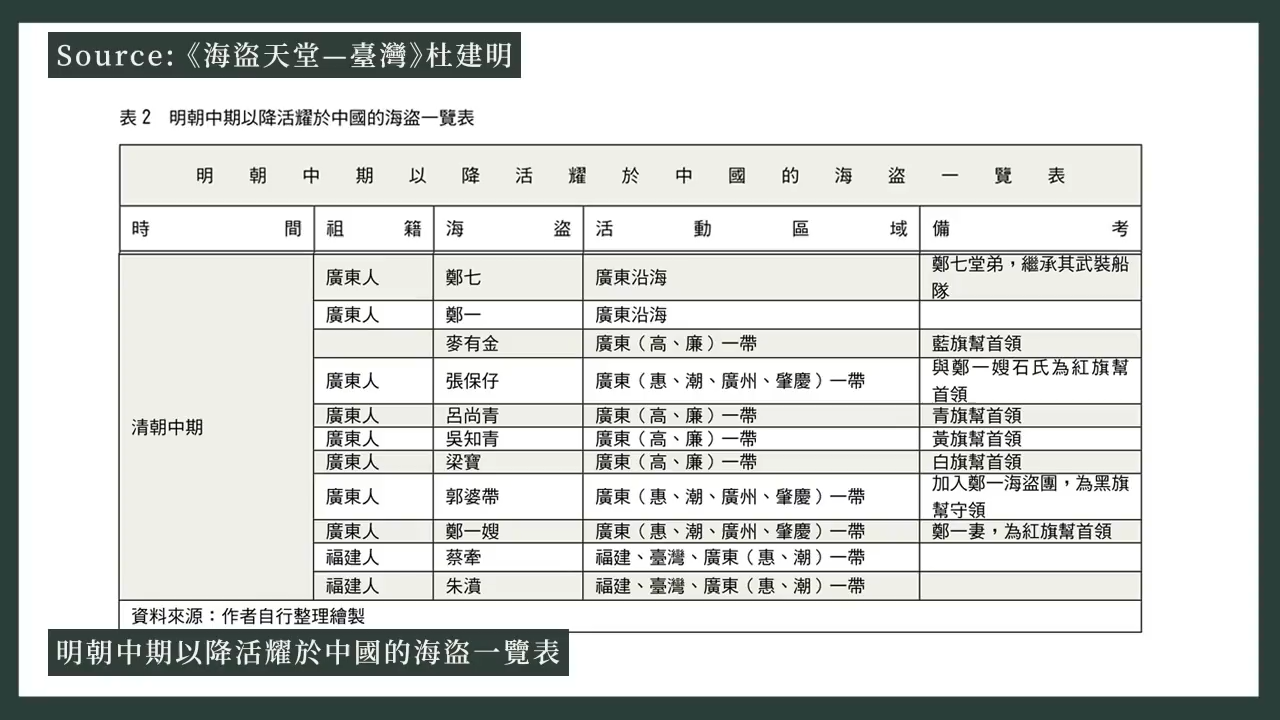 Source:《海盜天堂—臺灣》杜建明
表 2　明朝中期以降活耀於中國的海盜一覽表
明朝中期以降活耀於中國的海盜一覽表
時間 祖籍 海盜 活動區域 備考
清朝中期
廣東人 鄭七 廣東沿海 鄭七堂弟，繼承其武裝船
隊
廣東人 鄭一 廣東沿海
麥有金 廣東（高、廉）一帶 藍旗幫首領
廣東人 張保仔 廣東（惠、潮、廣州、肇慶）一帶 與鄭一嫂石氏為紅旗幫
首領
廣東人 呂尚青 廣東（高、廉）一帶 青旗幫首領
廣東人 吳知青 廣東（高、廉）一帶 黃旗幫首領
廣東人 梁寶 廣東（高、廉）一帶 白旗幫首領
廣東人 郭婆帶 廣東（惠、潮、廣州、肇慶）一帶 加入鄭一海盜團，為黑旗
幫守領
廣東人 鄭一嫂 廣東（惠、潮、廣州、肇慶）一帶 鄭一妻，為紅旗幫首領
福建人 蔡牽 福建、臺灣、廣東（惠、潮）一帶
福建人 朱濆 福建、臺灣、廣東（惠、潮）一帶
資料來源：作者自行整理繪製
明朝中期以降活耀於中國的海盜一覽表